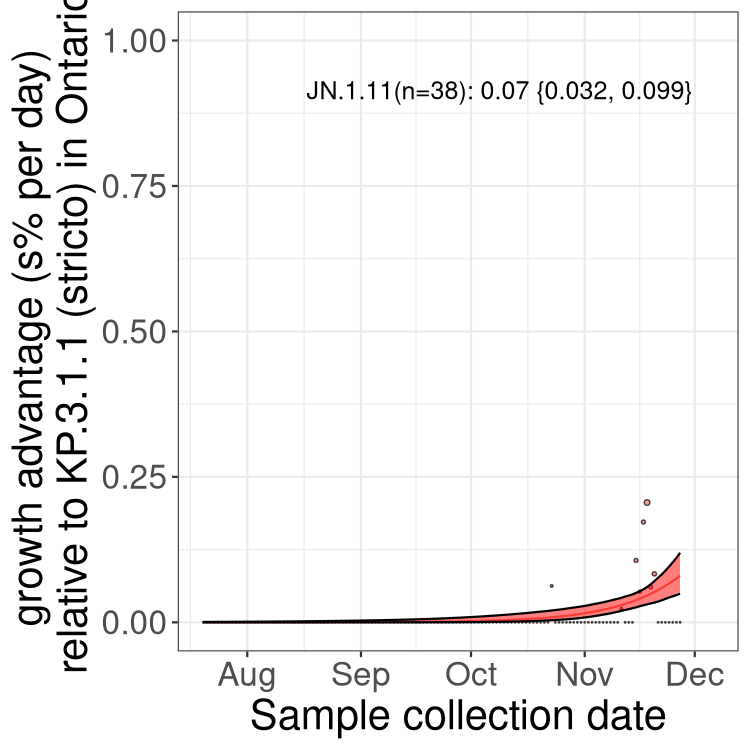 growth advantage (s% per day)
relative to KP.3.1.1 (stricto) in Ontario
1.00
JN.1.11(n=38): 0.07 {0.032, 0.099}
0.75
0.50
0.25
0.00
Aug Sep Oct Nov Dec
Sample collection date